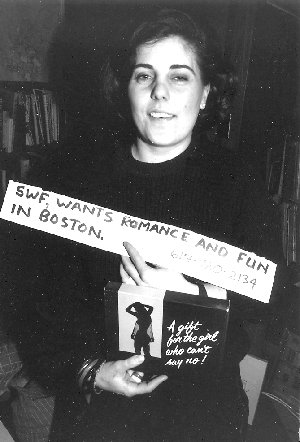 SWF, WANTS ROMANCE AND FUN
IN BOSTON.
A gift
for the girl
who can't
say no!